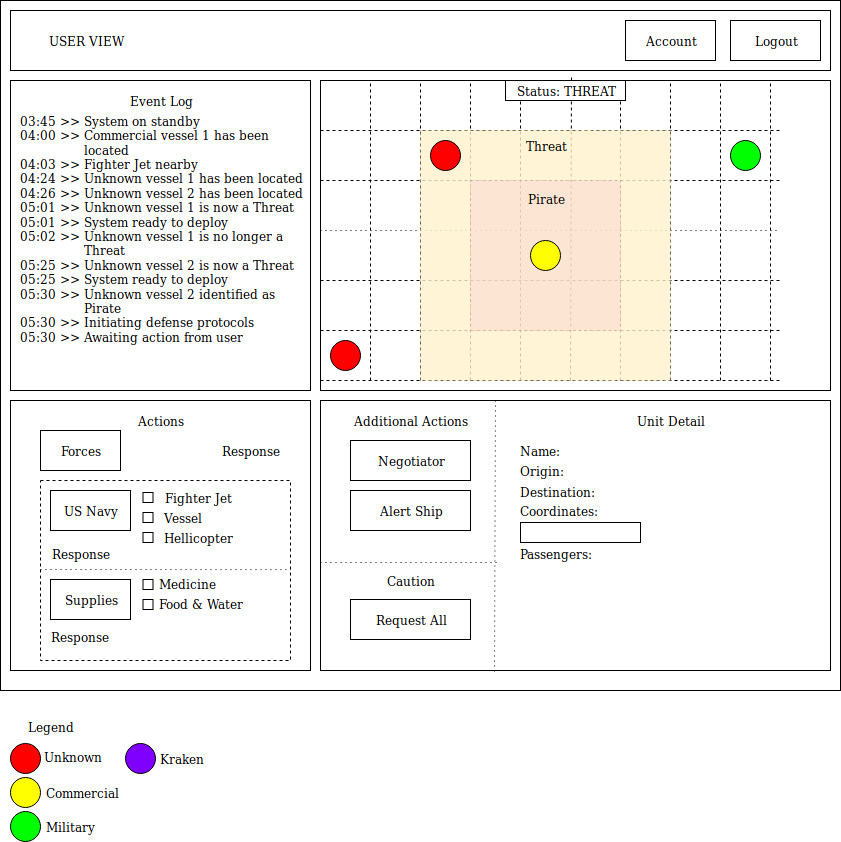 USER VIEW
Account
Logout
Event Log
03:45 >> System on standby
04:00 >> Commercial vessel 1 has been
located
04:03 >> Fighter Jet nearby
04:24 >> Unknown vessel 1 has been located
04:26 >> Unknown vessel 2 has been located
05:01 >> Unknown vessel 1 is now a Threat
05:01 >> System ready to deploy
05:02 >> Unknown vessel 1 is no longer a
Threat
05:25 >> Unknown vessel 2 is now a Threat
05:25 >> System ready to deploy
05:30 >> Unknown vessel 2 identified as
Pirate
05:30 >> Initiating defense protocols
05:30 >> Awaiting action from user
Status: THREAT
Threat
Pirate
Actions
Forces
Response
US Navy
Fighter Jet
Vessel
Hellicopter
Response
Supplies
Medicine
Food & Water
Response
Additional Actions
Negotiator
Alert Ship
Caution
Request All
Unit Detail
Name:
Origin:
Destination:
Coordinates:
Passengers:
Legend
Unknown
Kraken
Commercial
Military